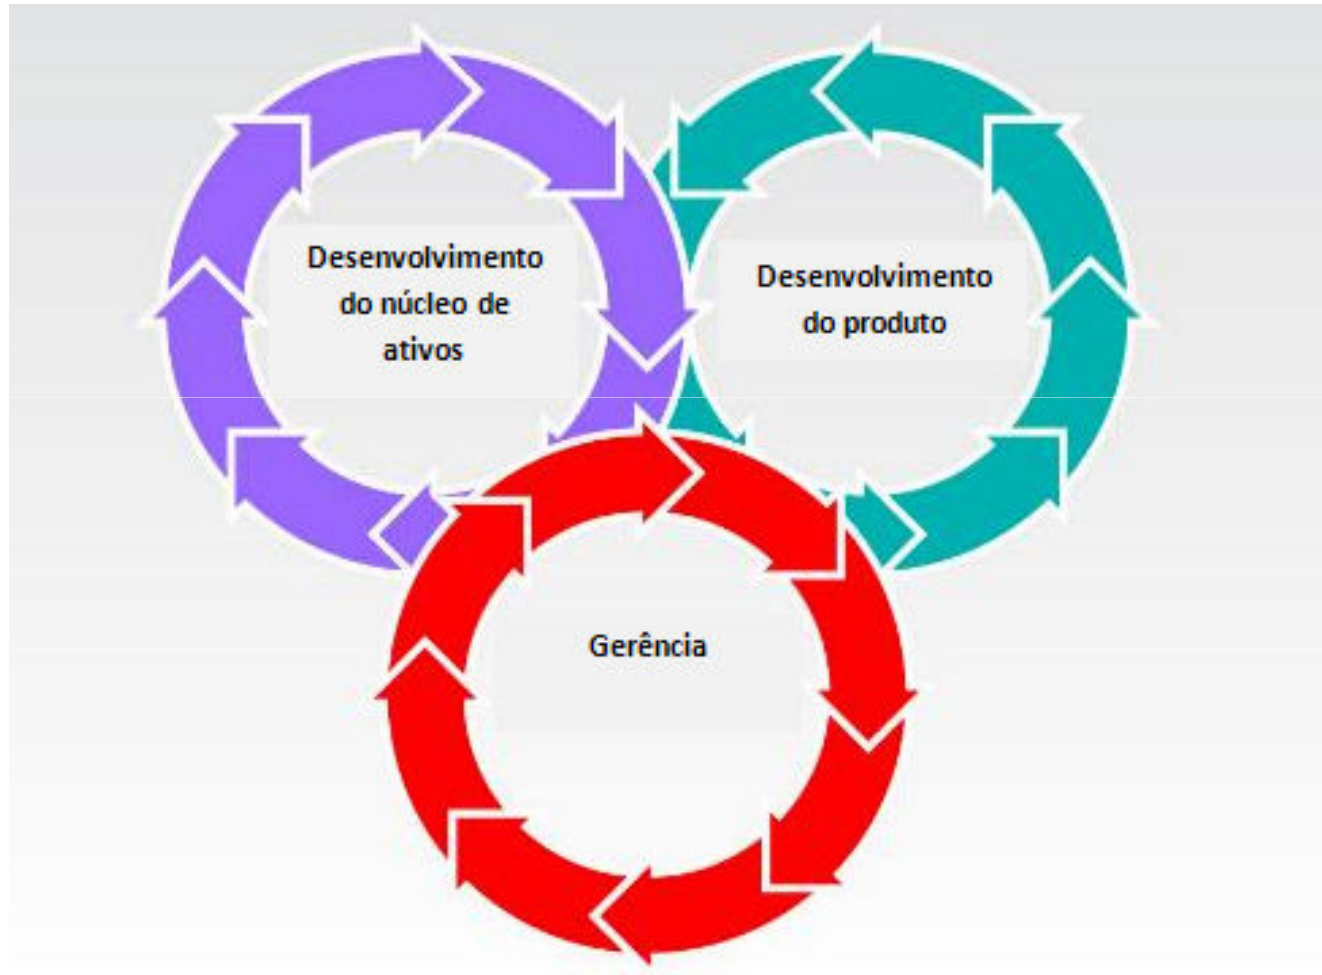 Desenvolvimento
do núcleo de
ativos
Desenvolvimento
do produto
Gerência